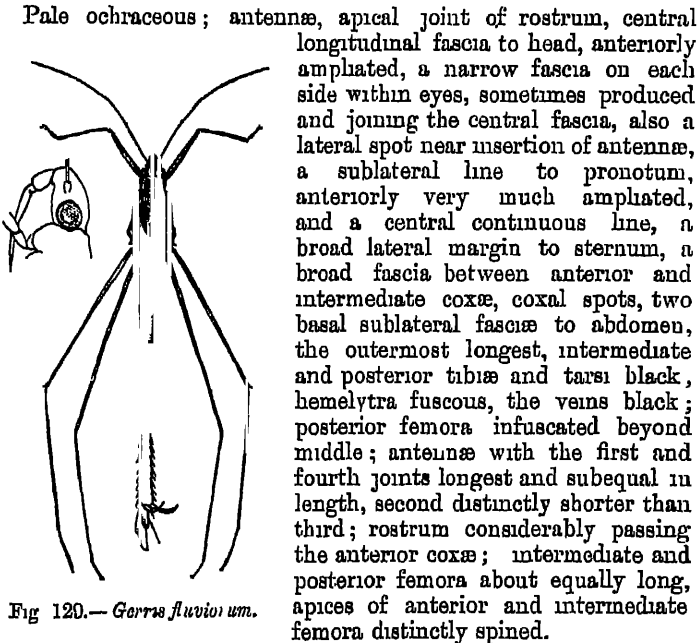 Pale ochraceous; antennæ, apical joint of rostrum, central
longitudinal fascia to head, anteriorly
ampliated, a narrow fascia on each
side within eyes, sometimes produced
and joining the central fascia, also a
lateral spot near insertion of antennæ,
a sublateral line to pronotum,
anteriorly very much ampliated,
and a central continuous line, a
broad lateral margin to sternum, a
broad fascia between anterior and
intermediate coxæ, coxal spots, two
basal sublateral fasciæ to abdomen,
the outermost longest, intermediate
and posterior tibiæ and tarsi black,
hemelytra fuscous, the veins black;
posterior femora infuscated beyond
middle; antennæ with the first and
fourth joints longest and subequal in
length, second distinctly shorter than
third; rostrum considerably passing
the anterior coxæ; intermediate and
posterior femora about equally long,
apices of anterior and intermediate
femora distinctly spined.
Fig 120.—Gerris fluviorum.